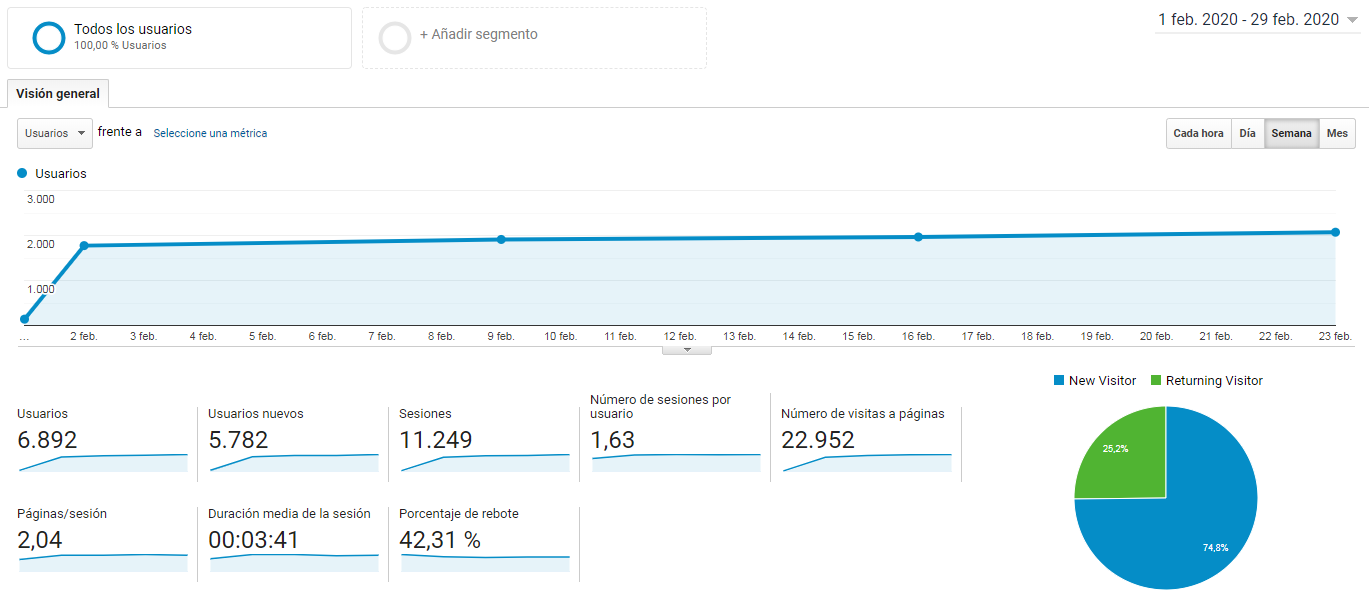 Todos los usuarios
100,00 % Usuarios
+ Añadir segmento
1 feb. 2020 - 29 feb. 2020
Visión general
Usuarios
frente a
Seleccione una métrica
Cada hora
Día
Semana
Mes
Usuarios
3.000
2.000
1.000
...
2 feb.
3 feb.
4 feb.
5 feb.
6 feb.
7 feb.
8 feb.
9 feb.
10 feb.
11 feb.
12 feb.
13 feb.
14 feb.
15 feb.
16 feb.
17 feb.
18 feb.
19 feb.
20 feb.
21 feb.
22 feb.
23 feb.
New Visitor
Returning Visitor
Usuarios
6.892
Usuarios nuevos
5.782
Sesiones
11.249
Número de sesiones por
usuario
1,63
Número de visitas a páginas
22.952
Páginas/sesión
2,04
Duración media de la sesión
00:03:41
Porcentaje de rebote
42,31 %
25,2%
74,8%